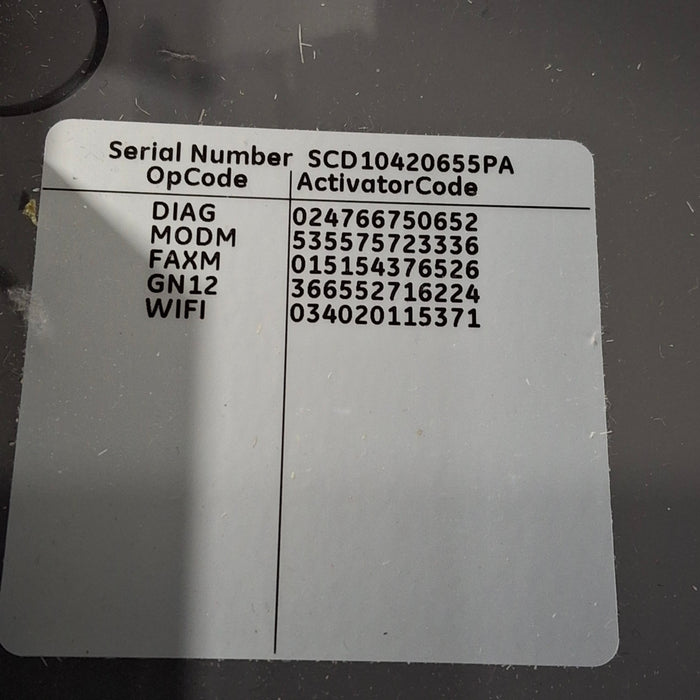 Serial Number SCD10420655PA
OpCode ActivatorCode
DIAG 024766750652
MODM 535575723336
FAXM 015154376526
GN12 366552716224
WIFI 034020115371